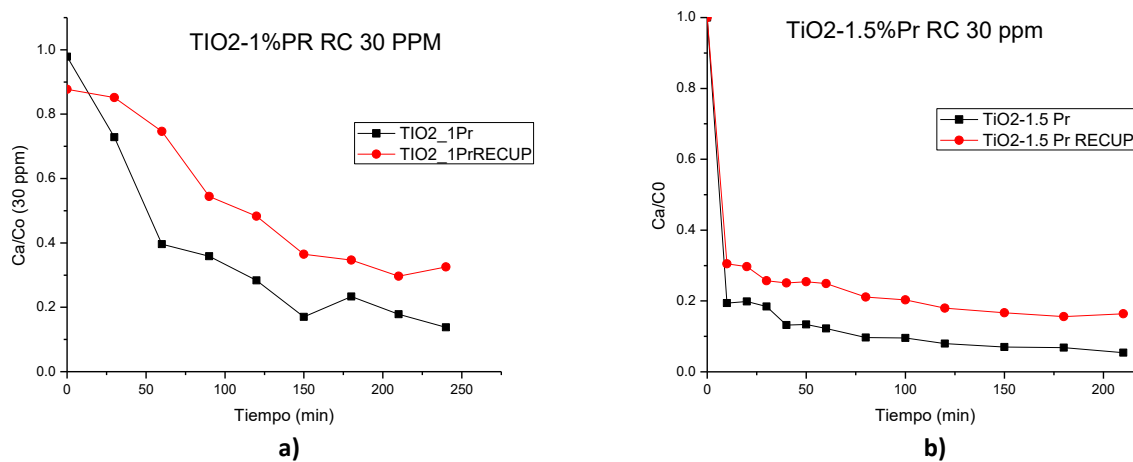 TIO2-1%PR RC 30 PPM
TIO2_1Pr
TIO2_1PrRECUP
Ca/Co (30 ppm)
1.0
0.8
0.6
0.4
0.2
0.0
0 50 100 150 200 250
Tiempo (min)
a)
TiO2-1.5%Pr RC 30 ppm
TiO2-1.5 Pr
TiO2-1.5 Pr RECUP
Ca/C0
1.0
0.8
0.6
0.4
0.2
0.0
0 50 100 150 200
Tiempo (min)
b)